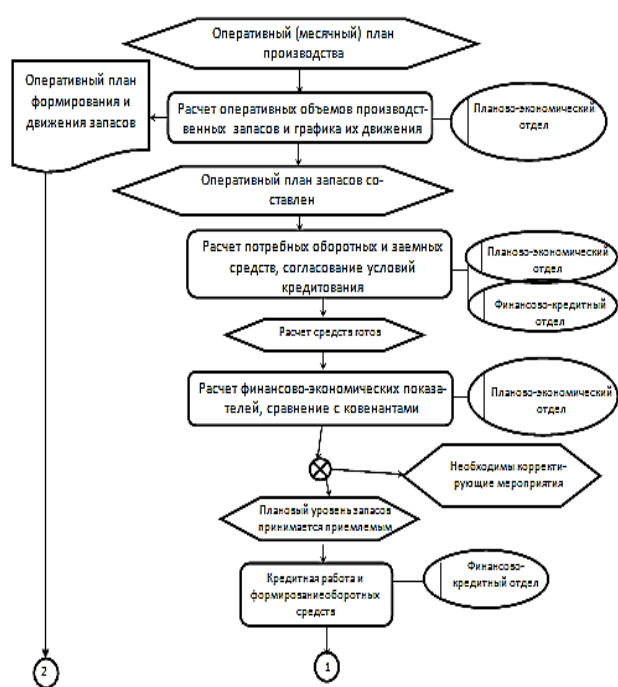 Оперативный (месячный) план
производства
Оперативный план
формирования и
движения запасов
Расчет оперативных объемов производст-
венных запасов и графика их движения
Планово-экономический
отдел
Оперативный план запасов со-
ставлен
Расчет потребных оборотных и заемных
средств, согласование условий
кредитования
Планово-экономический
отдел
Финансово-кредитный
отдел
Расчет средств готов
Расчет финансово-экономических показа-
телей, сравнение с ковенантами
Планово-экономический
отдел
Необходимы корректи-
рующие мероприятия
Плановый уровень запасов
принимается приемлемым
Кредитная работа и
формирование оборотных
средств
Финансово-
кредитный отдел
2
1